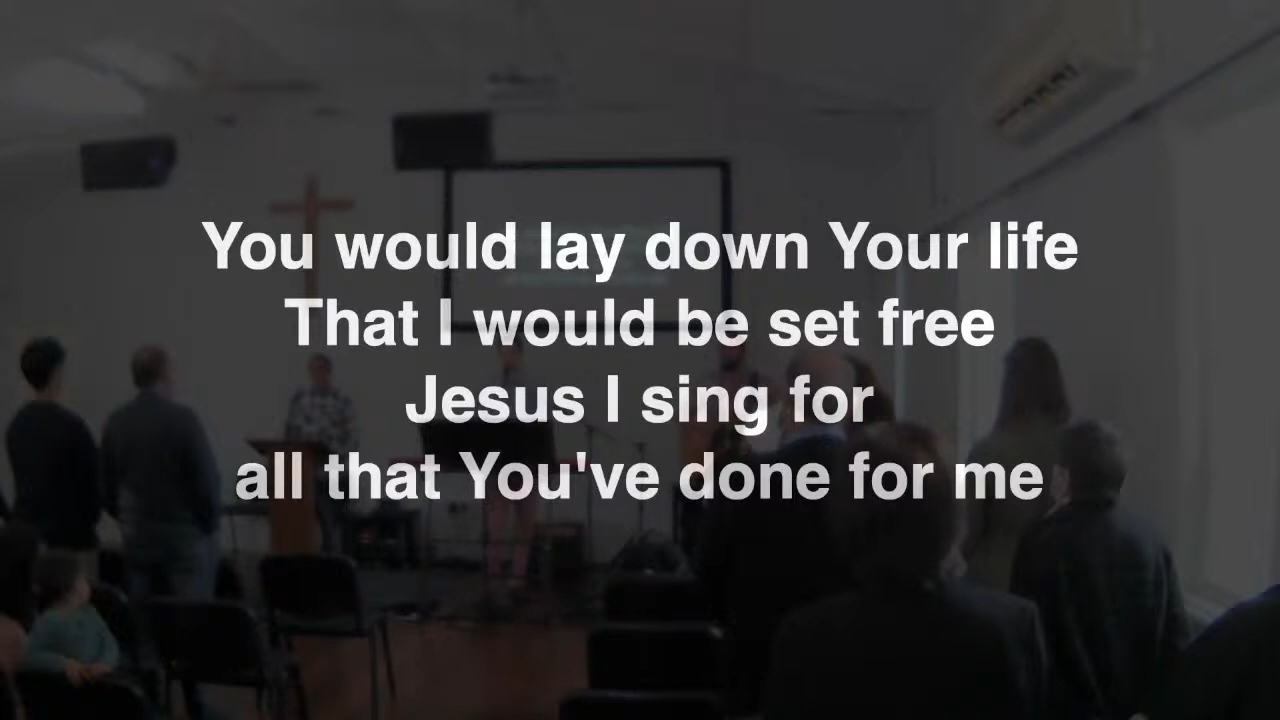 You would lay down Your life
That I would be set free
Jesus I sing for
all that You've done for me